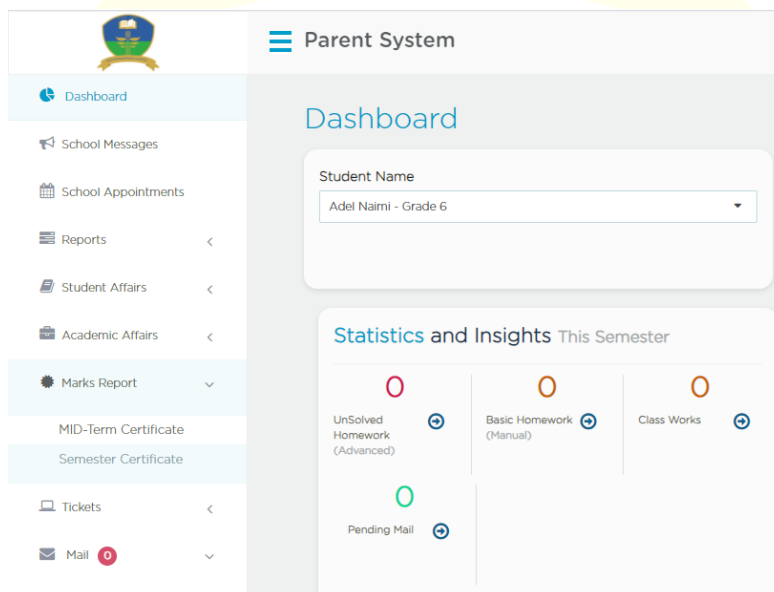 Parent System
Dashboard
School Messages
School Appointments
Reports
Student Affairs
Academic Affairs
Marks Report
MID-Term Certificate
Semester Certificate
Tickets
Mail 0
Dashboard
Student Name
Adel Naimi - Grade 6
Statistics and Insights This Semester
0
UnSolved
Homework
(Advanced)
0
Basic Homework
(Manual)
0
Class Works
0
Pending Mail